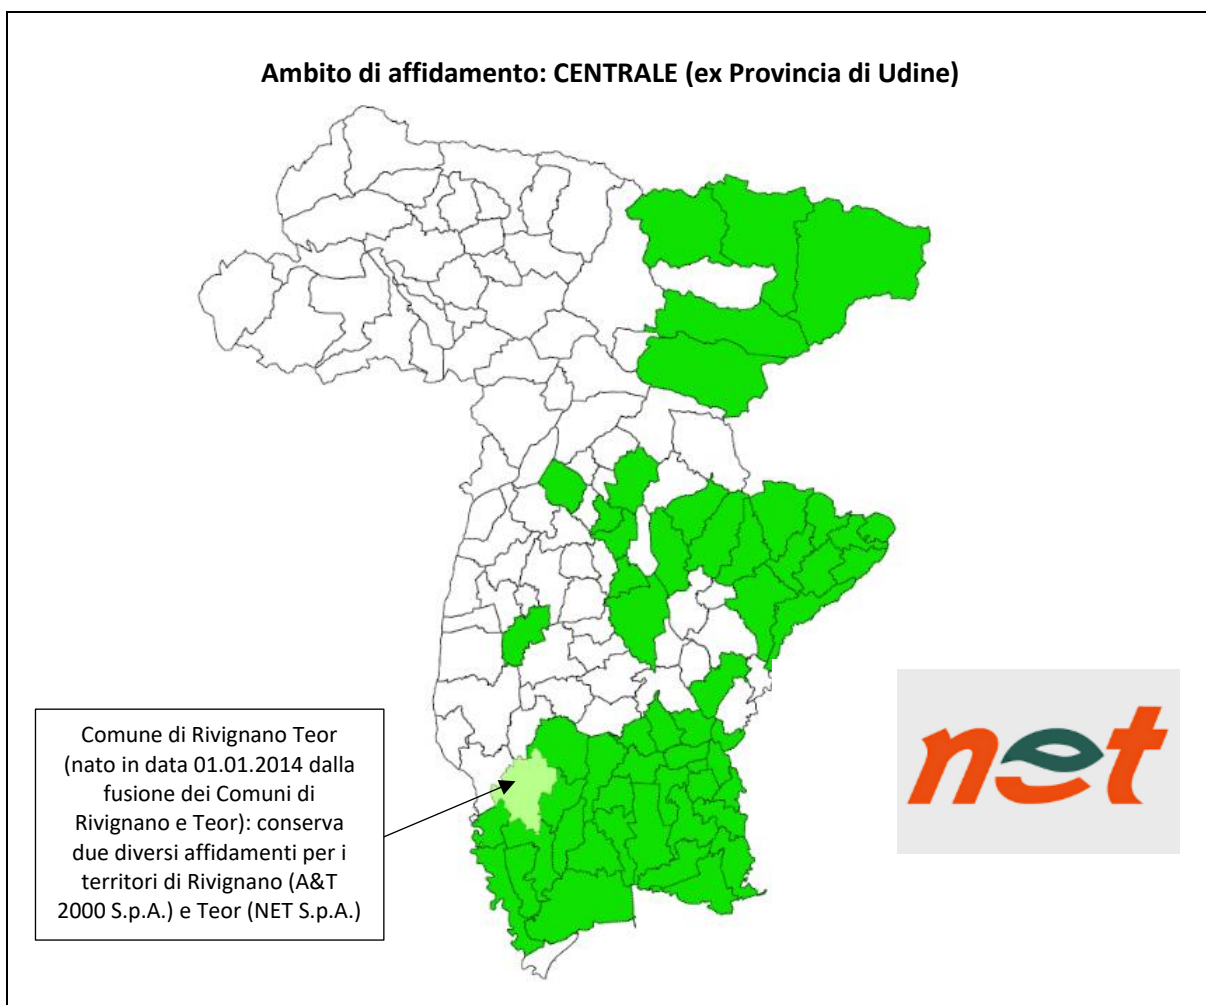 Ambito di affidamento: CENTRALE (ex Provincia di Udine)
Comune di Rivignano Teor
(nato in data 01.01.2014 dalla
fusione dei Comuni di
Rivignano e Teor): conserva
due diversi affidamenti per i
territori di Rivignano (A&T
2000 S.p.A.) e Teor (NET S.p.A.)
net